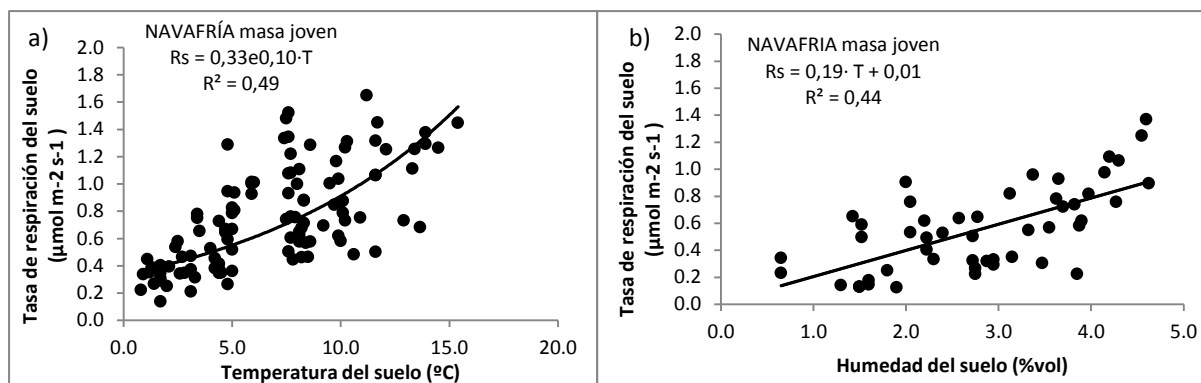 a)
NAVAFRÍA masa joven
Rs = 0,33e0,10·T
R² = 0,49
Tasa de respiración del suelo
(µmol m-2 s-1 )
2.0
1.8
1.6
1.4
1.2
1.0
0.8
0.6
0.4
0.2
0.0
0.0 5.0 10.0 15.0 20.0
Temperatura del suelo (ºC)
b)
NAVAFRIA masa joven
Rs = 0,19· T + 0,01
R² = 0,44
Tasa de respiración del suelo
(µmol m-2 s-1 )
2.0
1.8
1.6
1.4
1.2
1.0
0.8
0.6
0.4
0.2
0.0
0.0 1.0 2.0 3.0 4.0 5.0
Humedad del suelo (%vol)